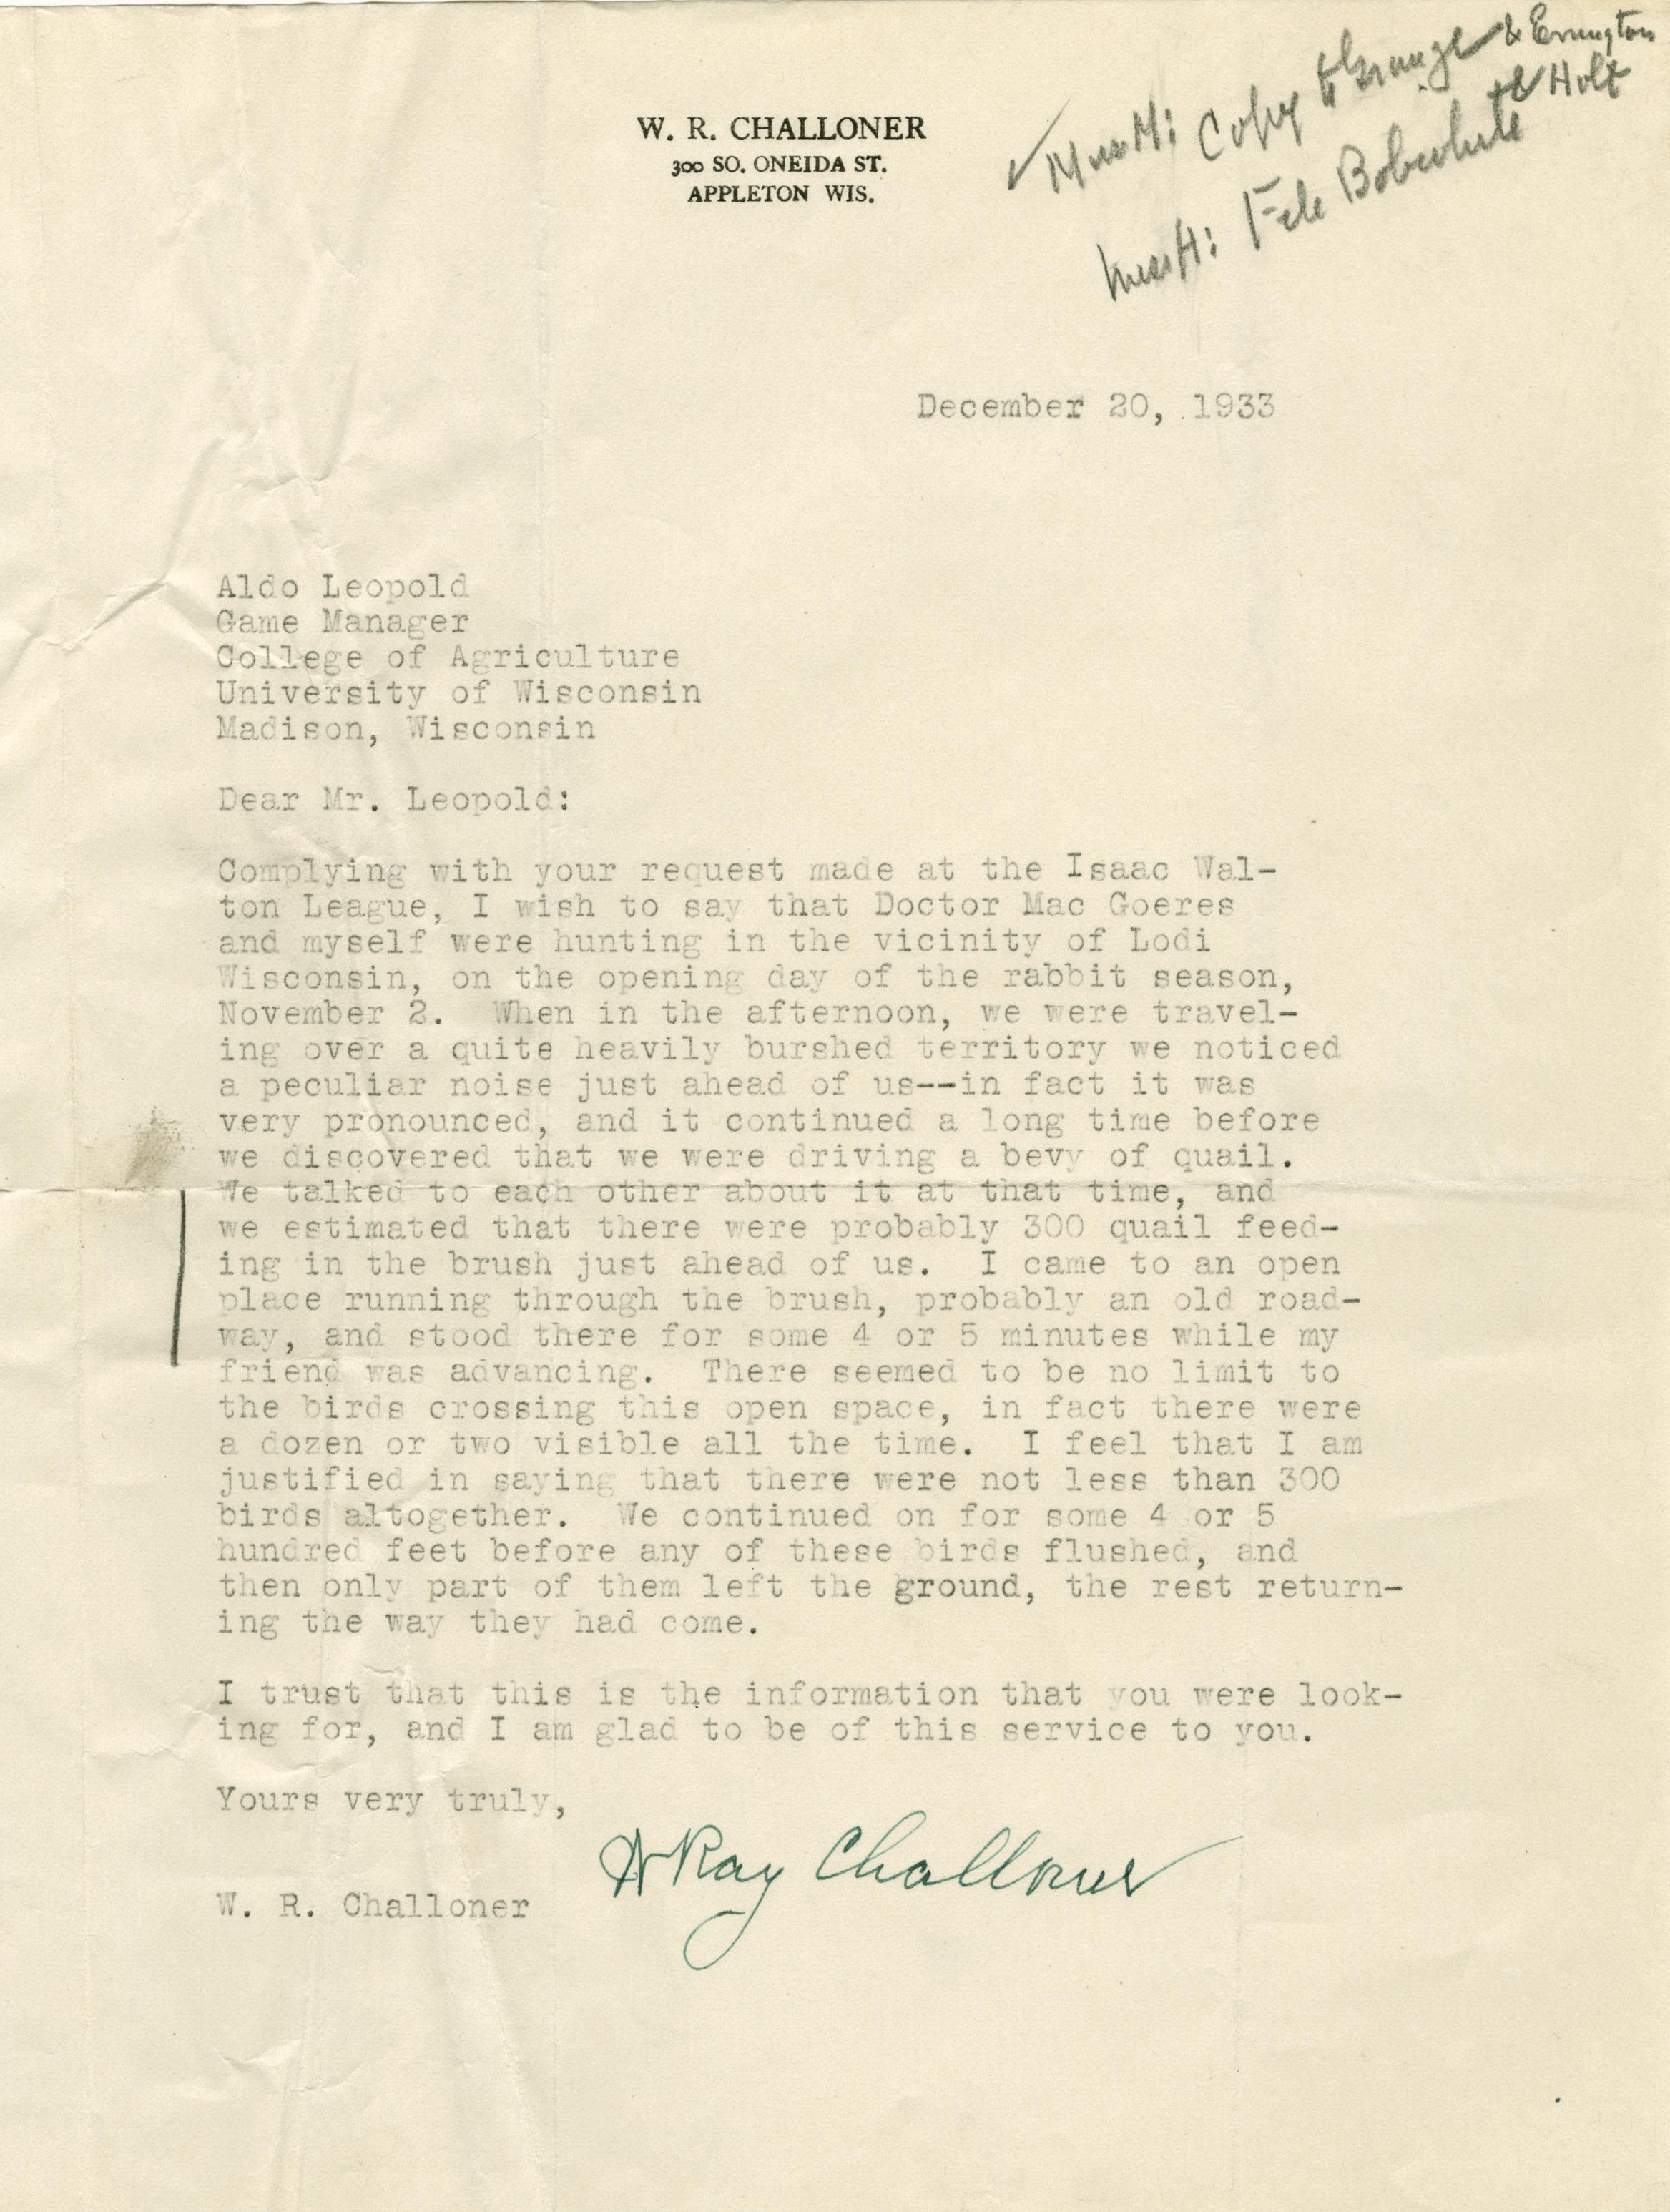 W. R. CHALLONER
300 SO. ONEIDA ST.
APPLETON WIS.
Miss M: Copy to Grange & Errington
& Holt
Miss H: File Bobwhite
December 20, 1933
Aldo Leopold
Game Manager
College of Agriculture
University of Wisconsin
Madison, Wisconsin
Dear Mr. Leopold:
Complying with your request made at the Isaac Wal-
ton League, I wish to say that Doctor Mac Goeres
and myself were hunting in the vicinity of Lodi
Wisconsin, on the opening day of the rabbit season,
November 2. When in the afternoon, we were travel-
ing over a quite heavily burshed territory we noticed
a peculiar noise just ahead of us--in fact it was
very pronounced, and it continued a long time before
we discovered that we were driving a bevy of quail.
We talked to each other about it at that time, and
we estimated that there were probably 300 quail feed-
ing in the brush just ahead of us. I came to an open
place running through the brush, probably an old road-
way, and stood there for some 4 or 5 minutes while my
friend was advancing. There seemed to be no limit to
the birds crossing this open space, in fact there were
a dozen or two visible all the time. I feel that I am
justified in saying that there were not less than 300
birds altogether. We continued on for some 4 or 5
hundred feet before any of these birds flushed, and
then only part of them left the ground, the rest return-
ing the way they had come.
I trust that this is the information that you were look-
ing for, and I am glad to be of this service to you.
Yours very truly,
W Ray Challoner
W. R. Challoner